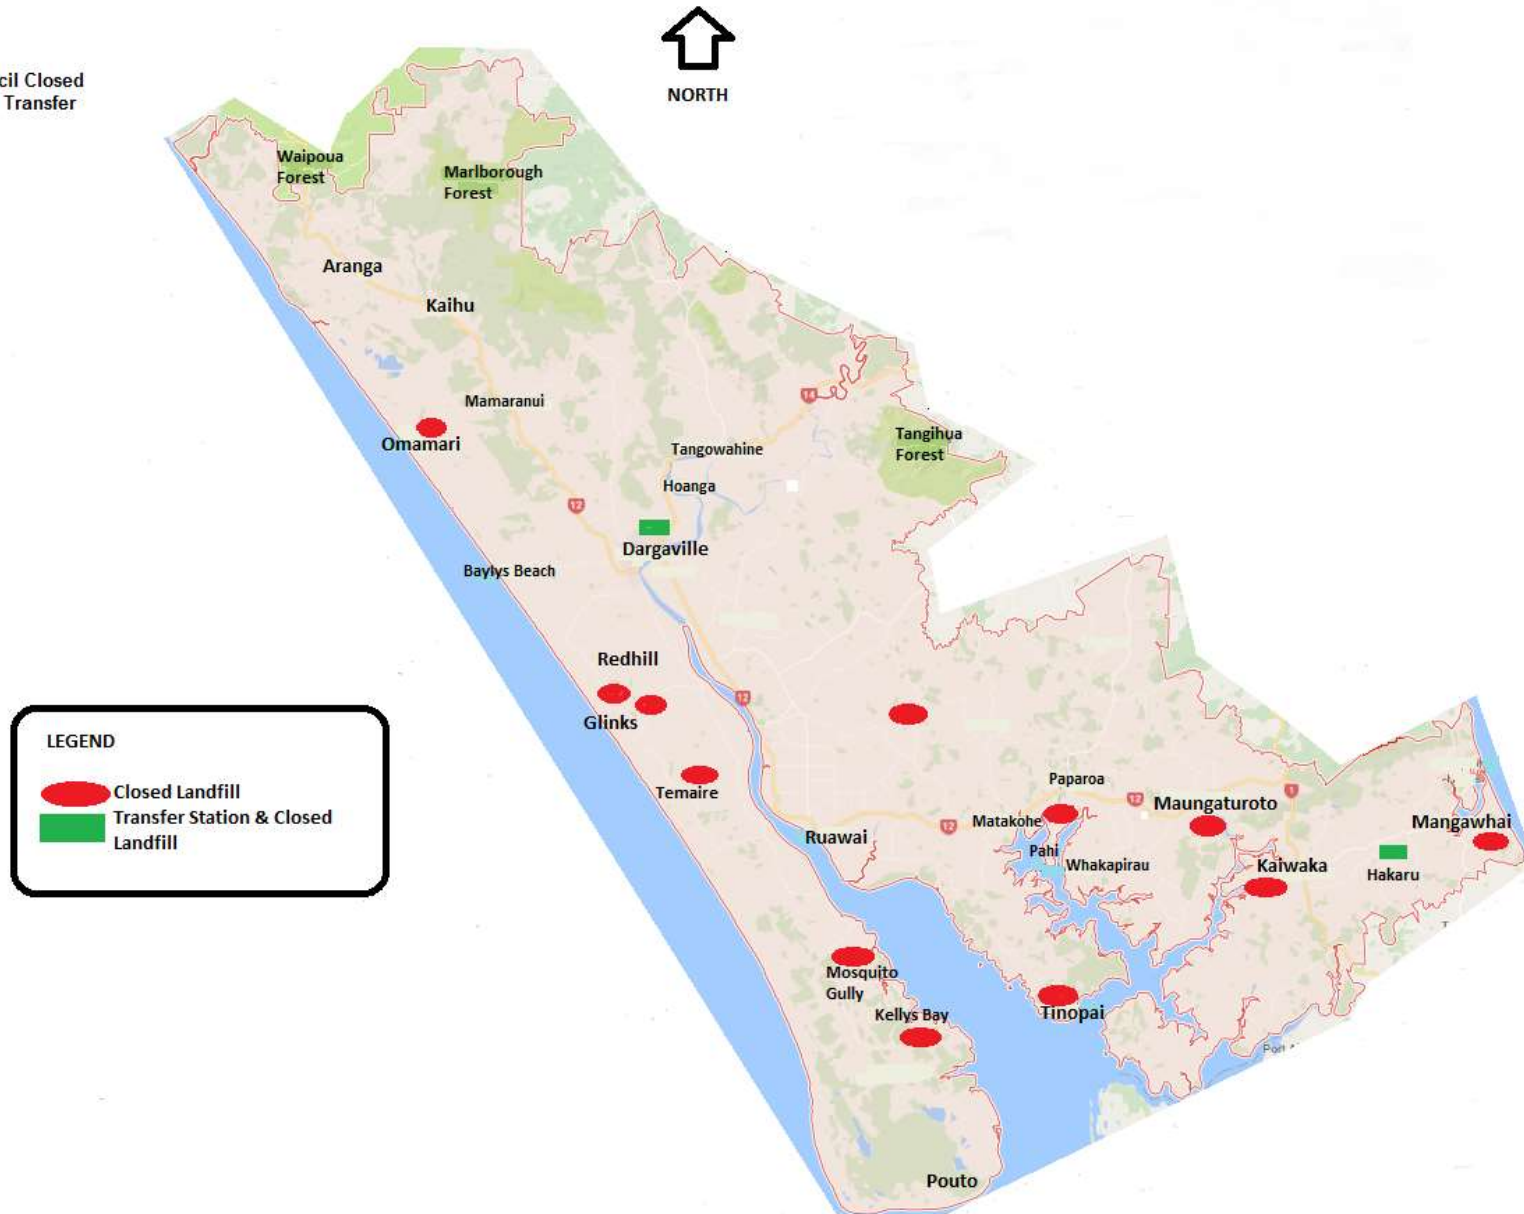 cil Closed
Transfer
NORTH
Waipoua
Forest
Marlborough
Forest
Aranga
Kaihu
Mamaranui
14
Omamari
Tangowahine
Tangihua
Forest
Hoanga
12
Dargaville
Baylys Beach
Redhill
12
Glinks
LEGEND
Closed Landfill
Transfer Station & Closed
Landfill
Temaire
Paparoa
1
12
Maungaturoto
Matakohe
12
Mangawhai
Ruawai
Pahi
Whakapirau
Kaiwaka
Hakaru
Mosquito
Gully
Kellys Bay
Tinopai
Port
Pouto